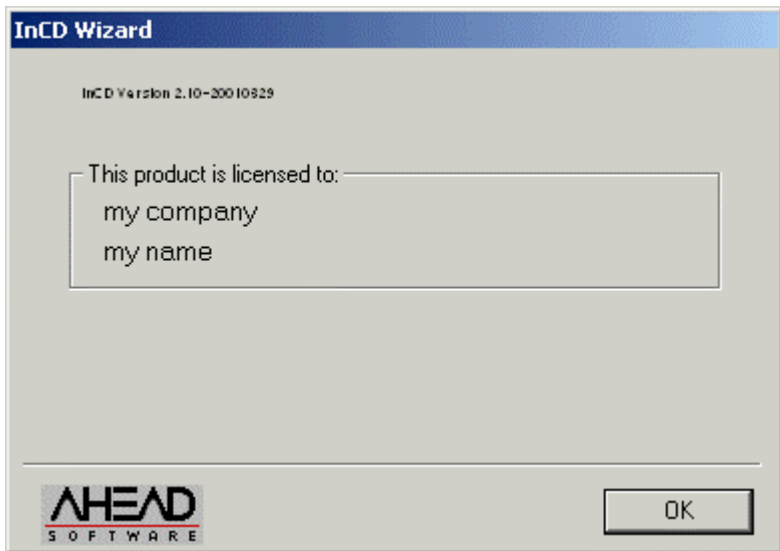 InCD Wizard
InCD Version 2.10-20010829
This product is licensed to:
my company
my name
AHEAD
SOFTWARE
OK